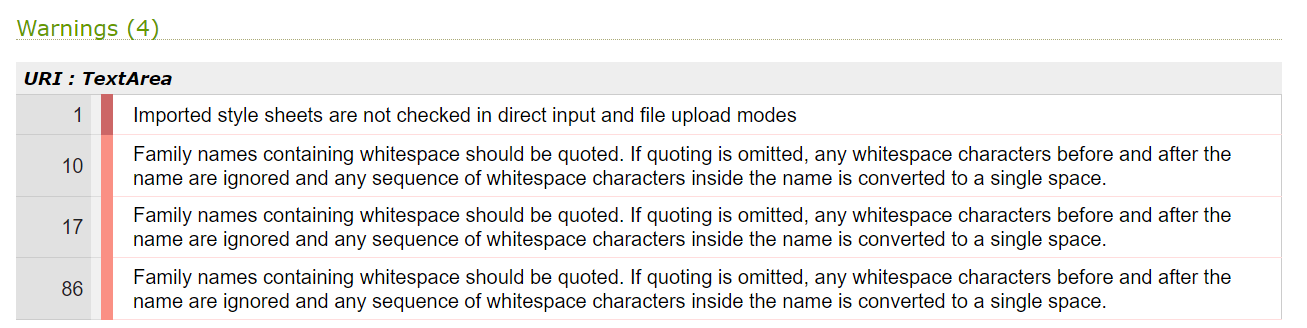 Warnings (4)
URI : TextArea
1 Imported style sheets are not checked in direct input and file upload modes
10 Family names containing whitespace should be quoted. If quoting is omitted, any whitespace characters before and after the
name are ignored and any sequence of whitespace characters inside the name is converted to a single space.
17 Family names containing whitespace should be quoted. If quoting is omitted, any whitespace characters before and after the
name are ignored and any sequence of whitespace characters inside the name is converted to a single space.
86 Family names containing whitespace should be quoted. If quoting is omitted, any whitespace characters before and after the
name are ignored and any sequence of whitespace characters inside the name is converted to a single space.